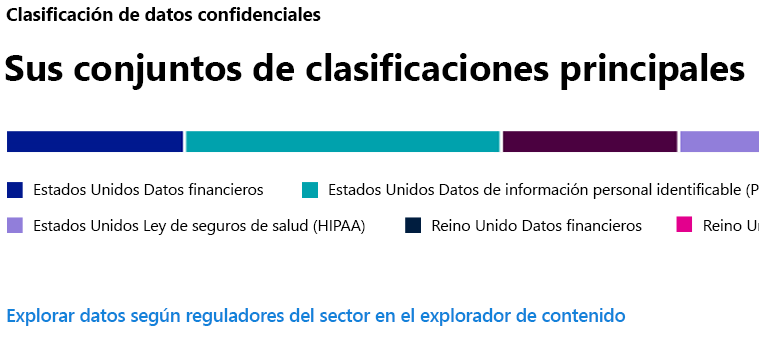 Clasificación de datos confidenciales
Sus conjuntos de clasificaciones principales
Estados Unidos Datos financieros Estados Unidos Datos de información personal identificable (P
Estados Unidos Ley de seguros de salud (HIPAA) Reino Unido Datos financieros Reino
Explorar datos según reguladores del sector en el explorador de contenido